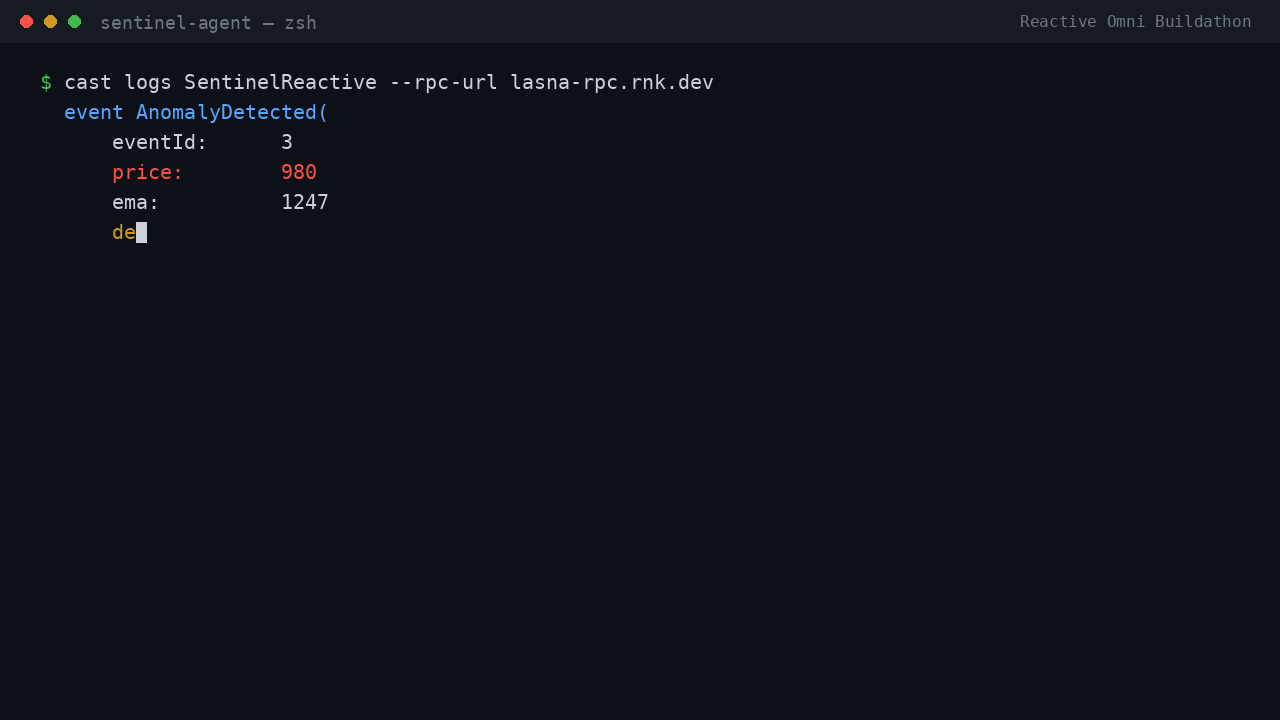 sentinel-agent — zsh
Reactive Omni Buildathon
$ cast logs SentinelReactive --rpc-url lasna-rpc.rnk.dev
event AnomalyDetected(
eventId: 3
price: 980
ema: 1247
de